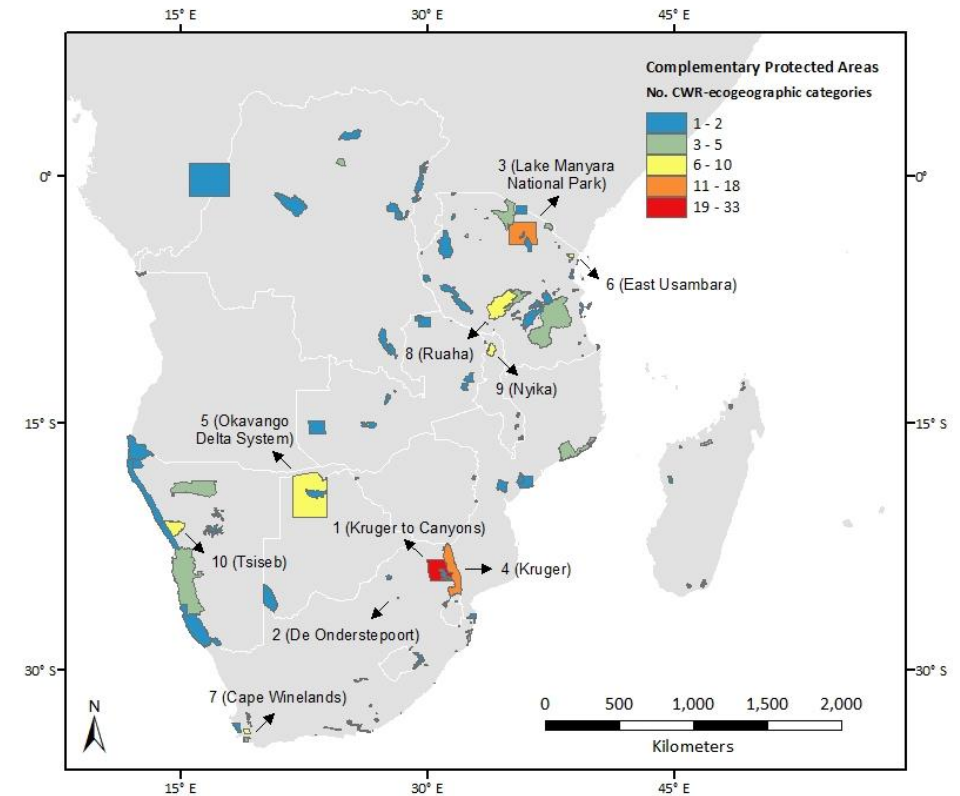 15° E 30° E 45° E
Complementary Protected Areas
No. CWR-ecogeographic categories
1 - 2
3 - 5
6 - 10
11 - 18
19 - 33
3 (Lake Manyara
National Park)
0° 0°
6 (East Usambara)
8 (Ruaha)
9 (Nyika)
15° S 15° S
5 (Okavango
Delta System)
1 (Kruger to Canyons)
10 (Tsiseb)
4 (Kruger)
2 (De Onderstepoort)
30° S 30° S
7 (Cape Winelands)
N
0 500 1,000 1,500 2,000
Kilometers
15° E 30° E 45° E